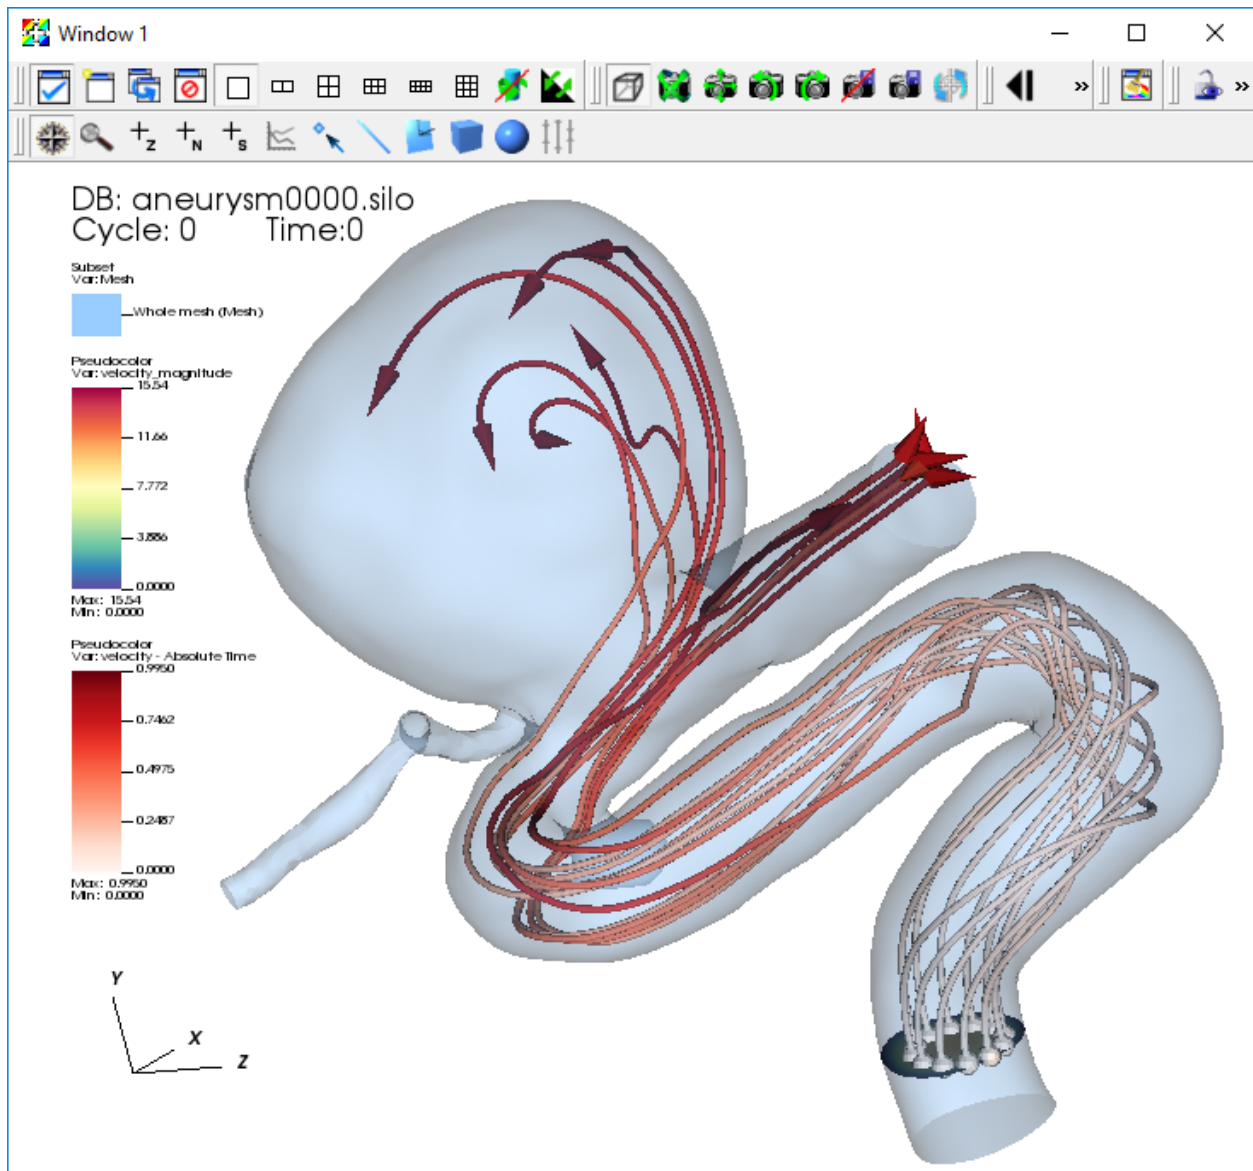 Window 1
Z
N
S
DB: aneurysm0000.silo
Cycle: 0 Time:0
Subset
Var: Mesh
Whole mesh (Mesh)
Pseudocolor
Var: velocity_magnitude
15.54
11.66
7.772
3.886
0.0000
Max: 15.54
Min: 0.0000
Pseudocolor
Var: velocity - Absolute Time
0.9950
0.7462
0.4975
0.2487
0.0000
Max: 0.9950
Min: 0.0000
Y
X
Z